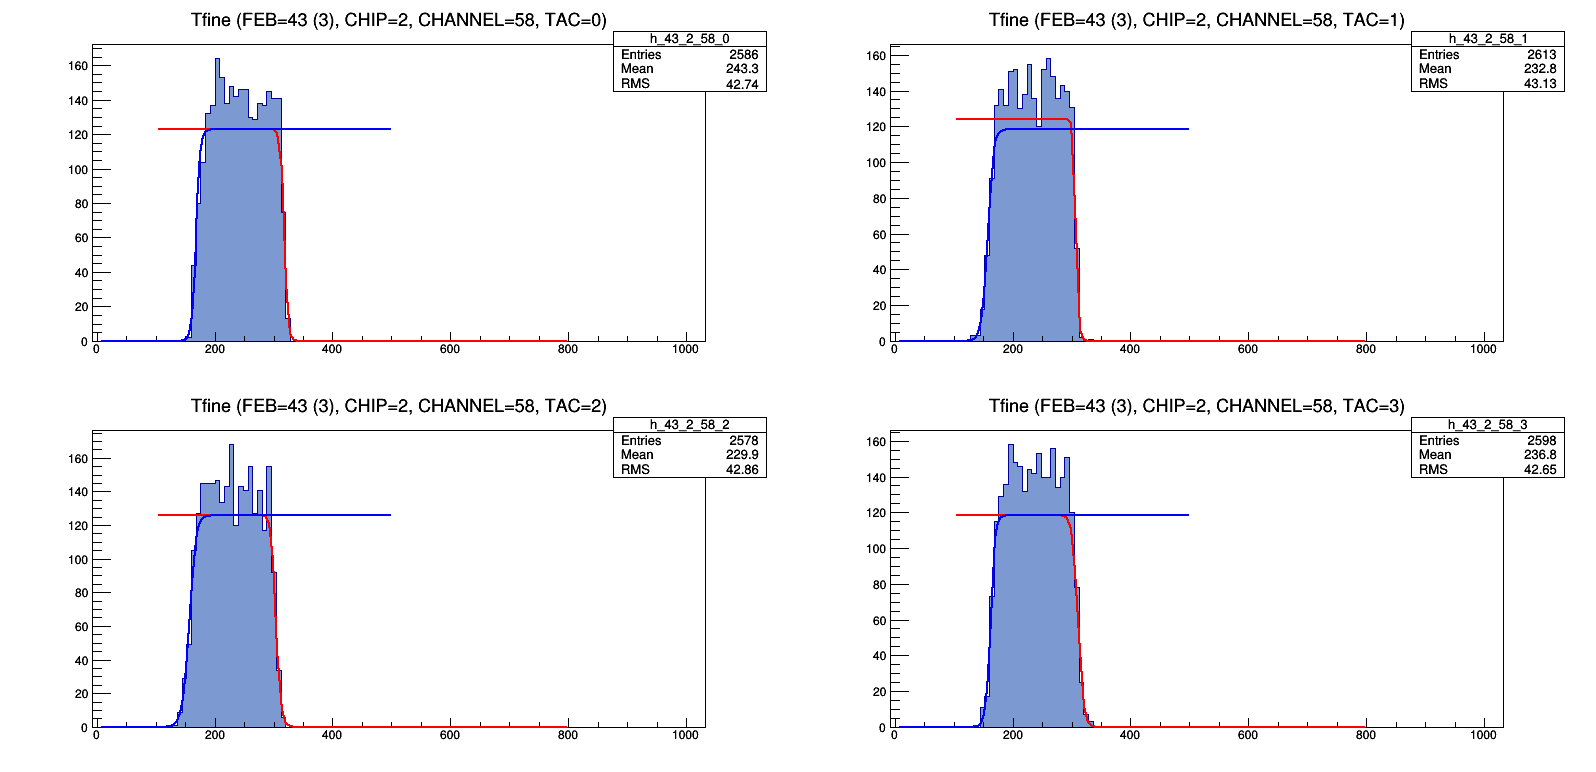 Tfine (FEB=43 (3), CHIP=2, CHANNEL=58, TAC=0)
h_43_2_58_0
Entries 2586
Mean 243.3
RMS 42.74
160
140
120
100
80
60
40
20
0
0 200 400 600 800 1000
Tfine (FEB=43 (3), CHIP=2, CHANNEL=58, TAC=1)
h_43_2_58_1
Entries 2613
Mean 232.8
RMS 43.13
160
140
120
100
80
60
40
20
0
0 200 400 600 800 1000
Tfine (FEB=43 (3), CHIP=2, CHANNEL=58, TAC=2)
h_43_2_58_2
Entries 2578
Mean 229.9
RMS 42.86
160
140
120
100
80
60
40
20
0
0 200 400 600 800 1000
Tfine (FEB=43 (3), CHIP=2, CHANNEL=58, TAC=3)
h_43_2_58_3
Entries 2598
Mean 236.8
RMS 42.65
160
140
120
100
80
60
40
20
0
0 200 400 600 800 1000